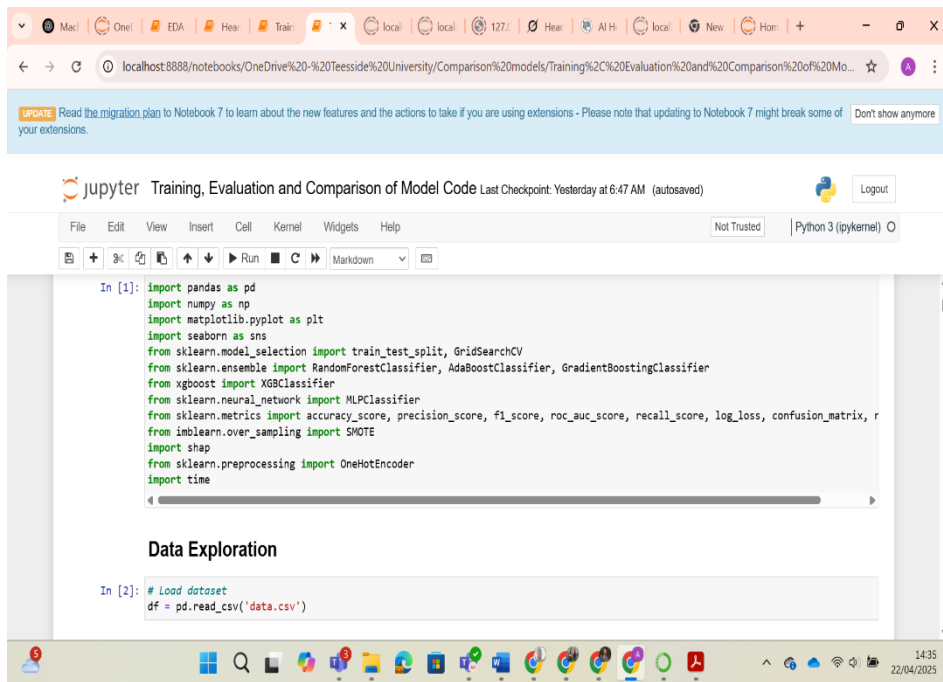 Macl
OneI
EDA
Hear
Train
T
local
local
127.(
Hear
AI H
local
New
Hom
localhost:8888/notebooks/OneDrive%20-%20Teesside%20University/Comparison%20models/Training%2C%20Evaluation%20and%20Comparison%20of%20Mo...
A
UPDATE Read the migration plan to Notebook 7 to learn about the new features and the actions to take if you are using extensions - Please note that updating to Notebook 7 might break some of your extensions.
Don't show anymore
jupyter Training, Evaluation and Comparison of Model Code Last Checkpoint: Yesterday at 6:47 AM (autosaved)
Logout
File Edit View Insert Cell Kernel Widgets Help
Not Trusted
Python 3 (ipykernel)
Run
Markdown
In [1]: import pandas as pd
import numpy as np
import matplotlib.pyplot as plt
import seaborn as sns
from sklearn.model_selection import train_test_split, GridSearchCV
from sklearn.ensemble import RandomForestClassifier, AdaBoostClassifier, GradientBoostingClassifier
from xgboost import XGBClassifier
from sklearn.neural_network import MLPClassifier
from sklearn.metrics import accuracy_score, precision_score, f1_score, roc_auc_score, recall_score, log_loss, confusion_matrix, r
from imblearn.over_sampling import SMOTE
import shap
from sklearn.preprocessing import OneHotEncoder
import time
Data Exploration
In [2]: # Load dataset
df = pd.read_csv('data.csv')
5
3
14:35
22/04/2025